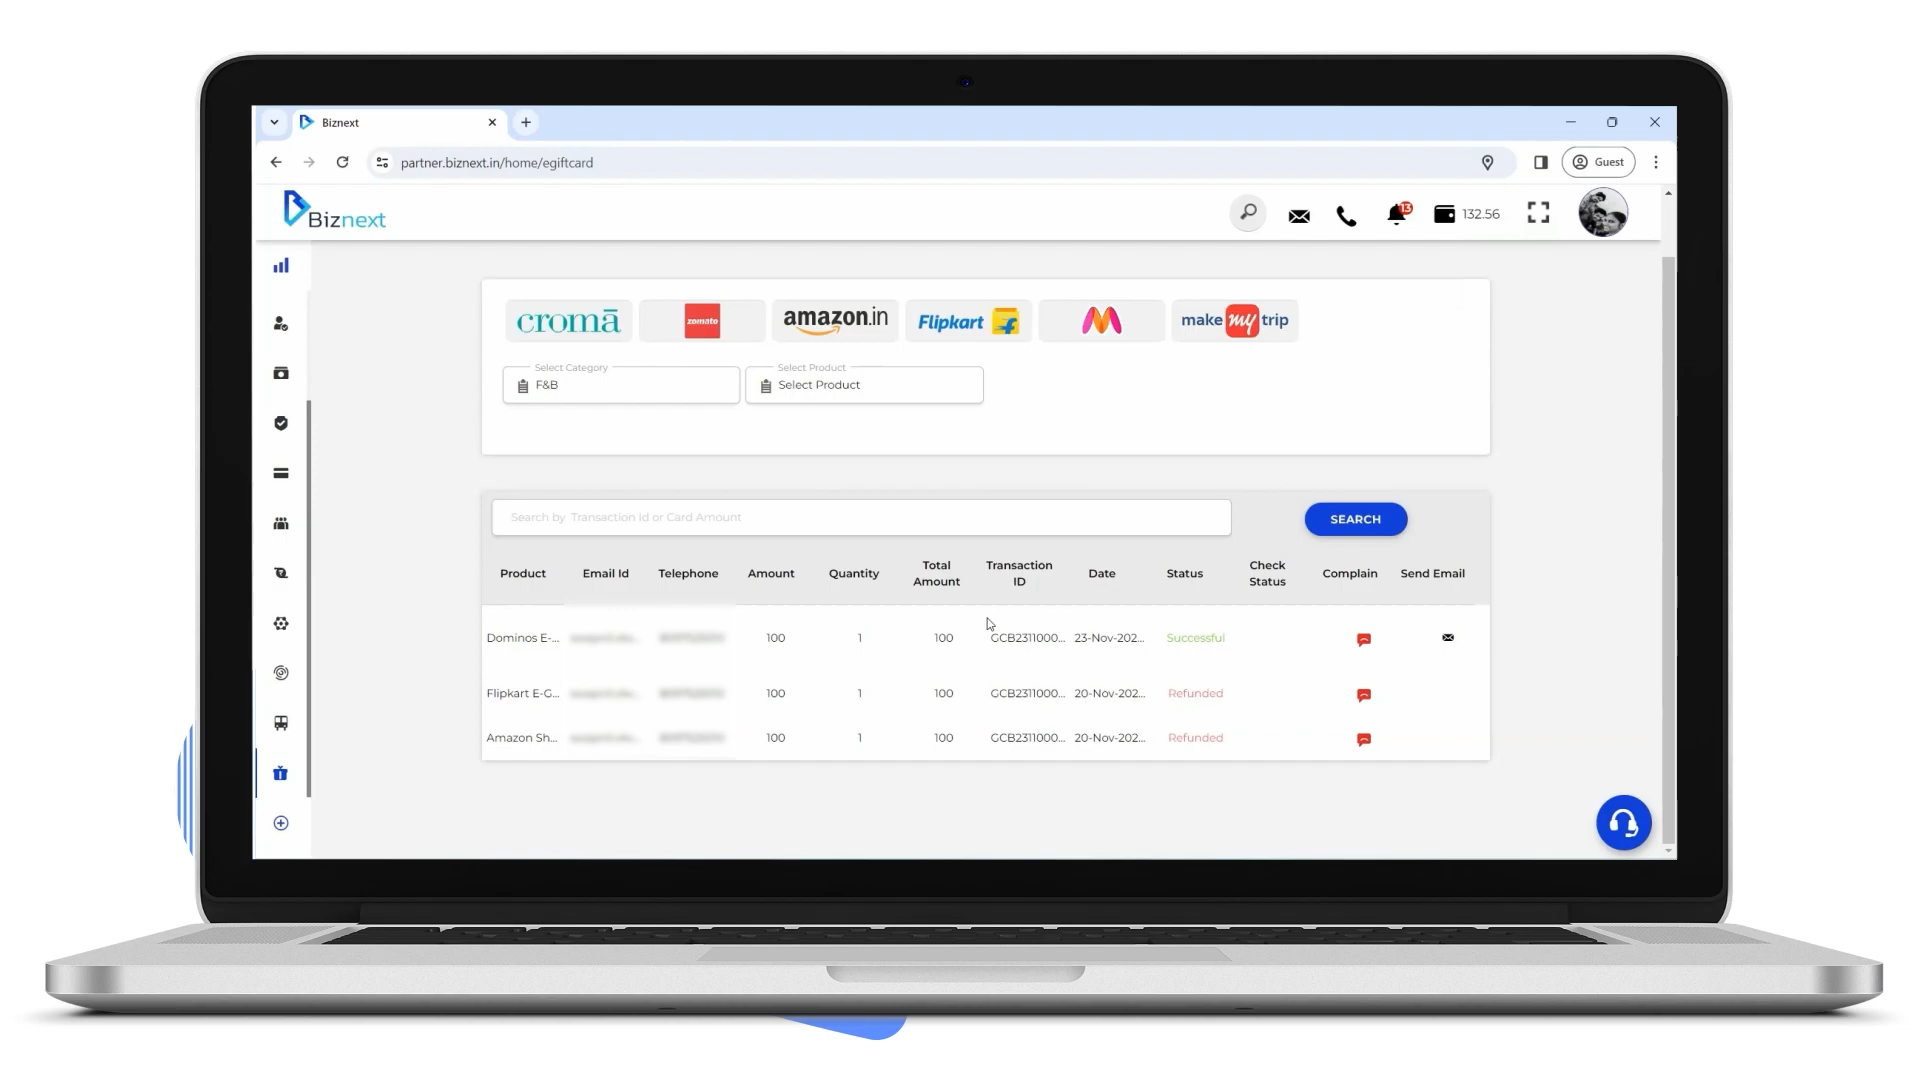 Biznext
partner.biznext.in/home/egiftcard
Guest
Biznext
13
132.56
cromā
zomato
amazon.in
Flipkart
make my trip
Select Category
F&B
Select Product
Select Product
Search by Transaction Id or Card Amount
SEARCH
Product Email Id Telephone Amount Quantity Total Amount Transaction ID Date Status Check Status Complain Send Email
Dominos E-... 100 1 100 GCB2311000... 23-Nov-202... Successful
Flipkart E-G... 100 1 100 GCB2311000... 20-Nov-202... Refunded
Amazon Sh... 100 1 100 GCB2311000... 20-Nov-202... Refunded